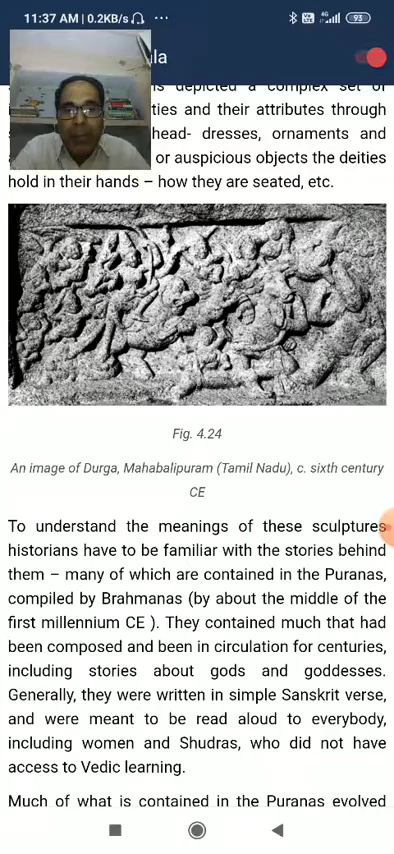 11:37 AM | 0.2KB/s ...
4G 93
la
is depicted a complex set of
ties and their attributes through
head- dresses, ornaments and
or auspicious objects the deities
hold in their hands – how they are seated, etc.
Fig. 4.24
An image of Durga, Mahabalipuram (Tamil Nadu), c. sixth century
CE
To understand the meanings of these sculptures
historians have to be familiar with the stories behind
them – many of which are contained in the Puranas,
compiled by Brahmanas (by about the middle of the
first millennium CE ). They contained much that had
been composed and been in circulation for centuries,
including stories about gods and goddesses.
Generally, they were written in simple Sanskrit verse,
and were meant to be read aloud to everybody,
including women and Shudras, who did not have
access to Vedic learning.
Much of what is contained in the Puranas evolved